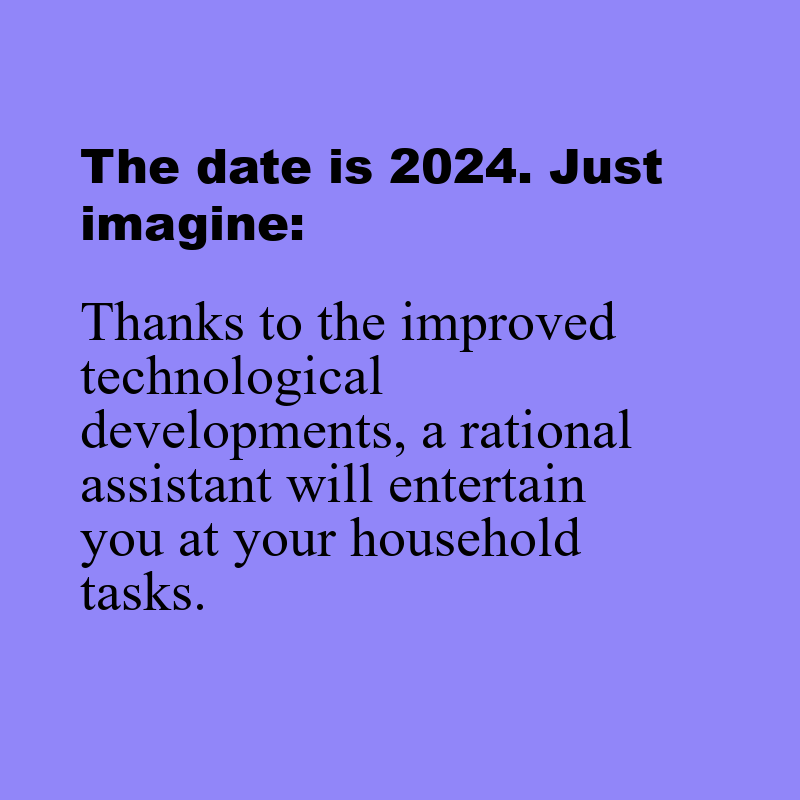 The date is 2024. Just
imagine:
Thanks to the improved
technological
developments, a rational
assistant will entertain
you at your household
tasks.